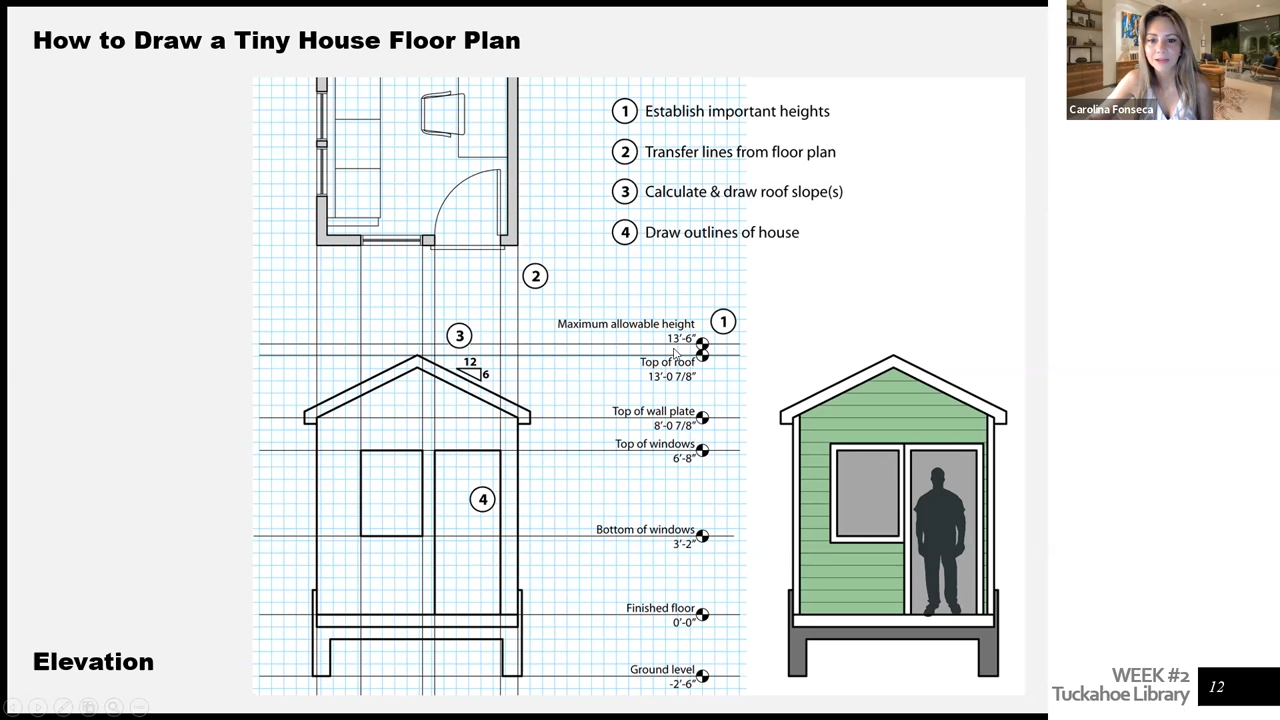 How to Draw a Tiny House Floor Plan
Carolina Fonseca
1 Establish important heights
2 Transfer lines from floor plan
3 Calculate & draw roof slope(s)
4 Draw outlines of house
2
Maximum allowable height
13'-6"
1
3
12
6
Top of roof
13'-0 7/8"
Top of wall plate
8'-0 7/8"
Top of windows
6'-8"
4
Bottom of windows
3'-2"
Finished floor
0'-0"
Ground level
-2'-6"
Elevation
WEEK #2
Tuckahoe Library
12